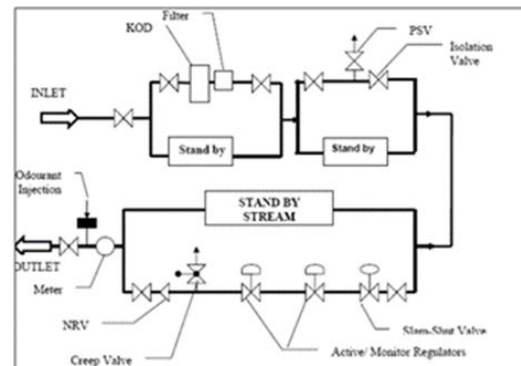 Filter
KOD
PSV
Isolation
Valve
INLET
Stand by
Stand by
Odourant
Injection
STAND BY
STREAM
OUTLET
Meter
NRV
Slam-Shut Valve
Creep Valve
Active/ Monitor Regulators